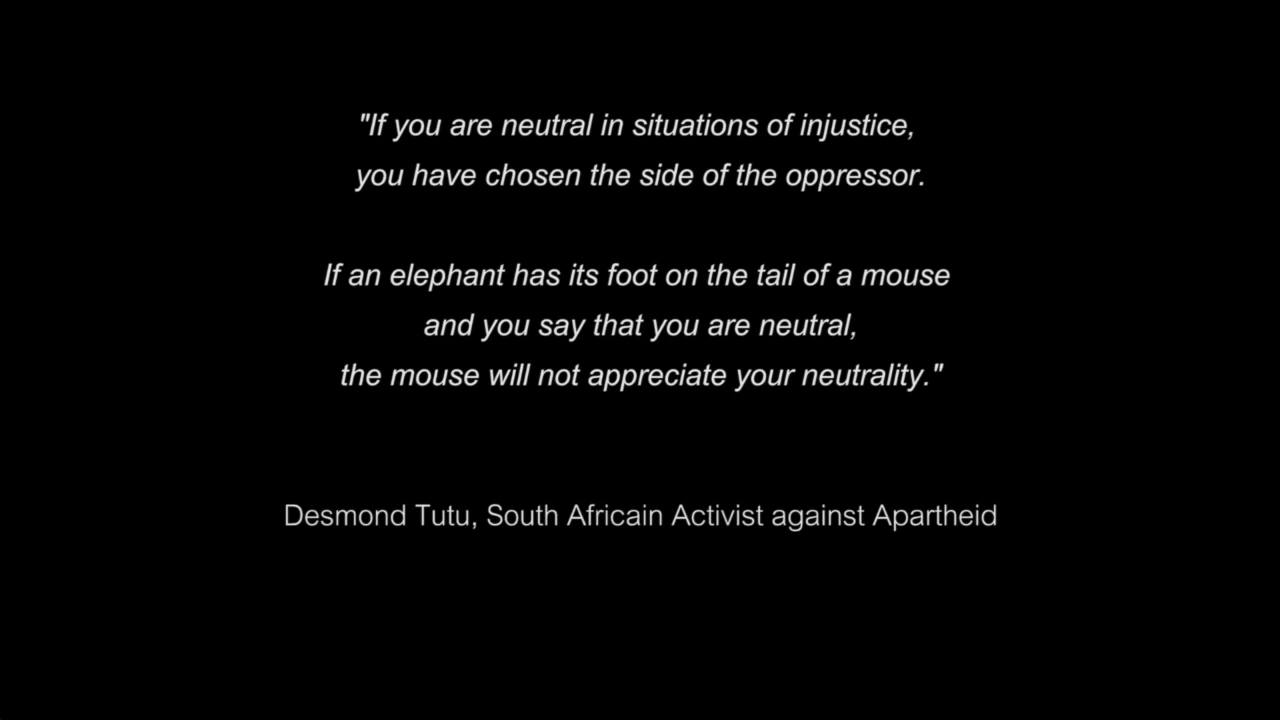 "If you are neutral in situations of injustice,
you have chosen the side of the oppressor.
If an elephant has its foot on the tail of a mouse
and you say that you are neutral,
the mouse will not appreciate your neutrality."
Desmond Tutu, South Africain Activist against Apartheid